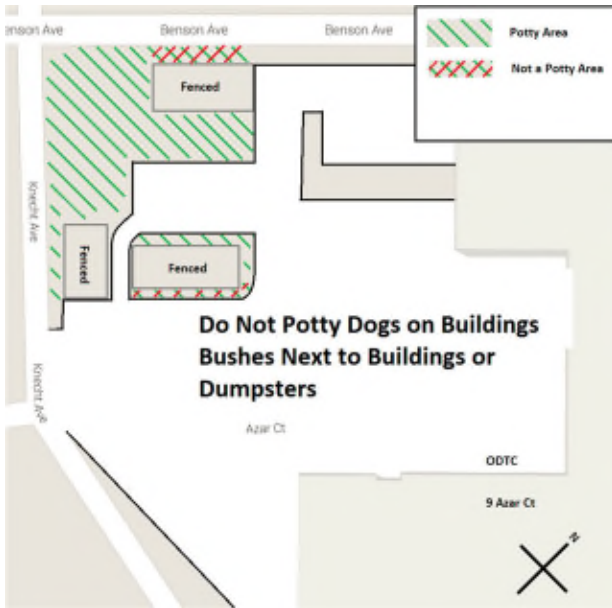 enson Ave
Benson Ave
Benson Ave
Potty Area
Not a Potty Area
Fenced
Knecht Ave
Fenced
Fenced
Do Not Potty Dogs on Buildings
Bushes Next to Buildings or
Dumpsters
Knecht Ave
Azar Ct
ODTC
9 Azar Ct
N